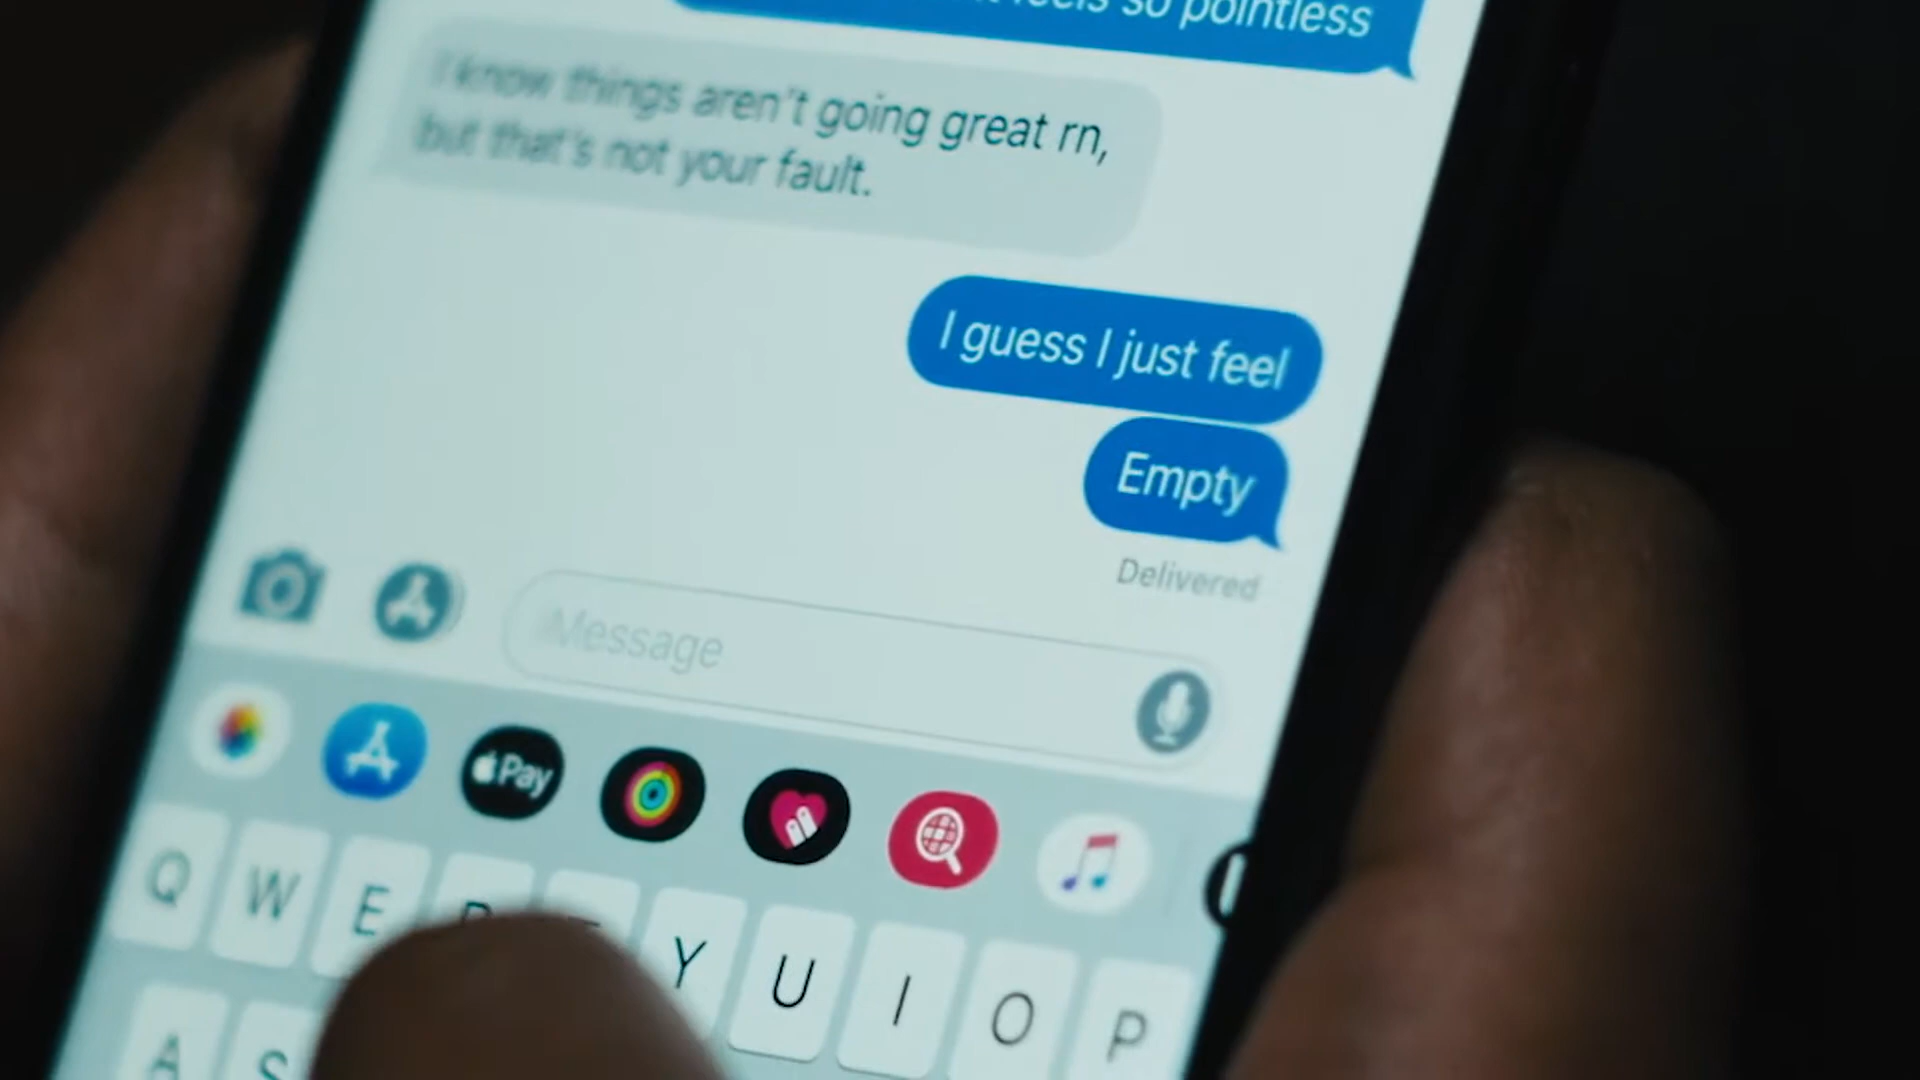 feels so pointless
I know things aren't going great rn,
but that's not your fault.
I guess I just feel
Empty
Delivered
Message
Pay
Q W E R Y U I O P
A S